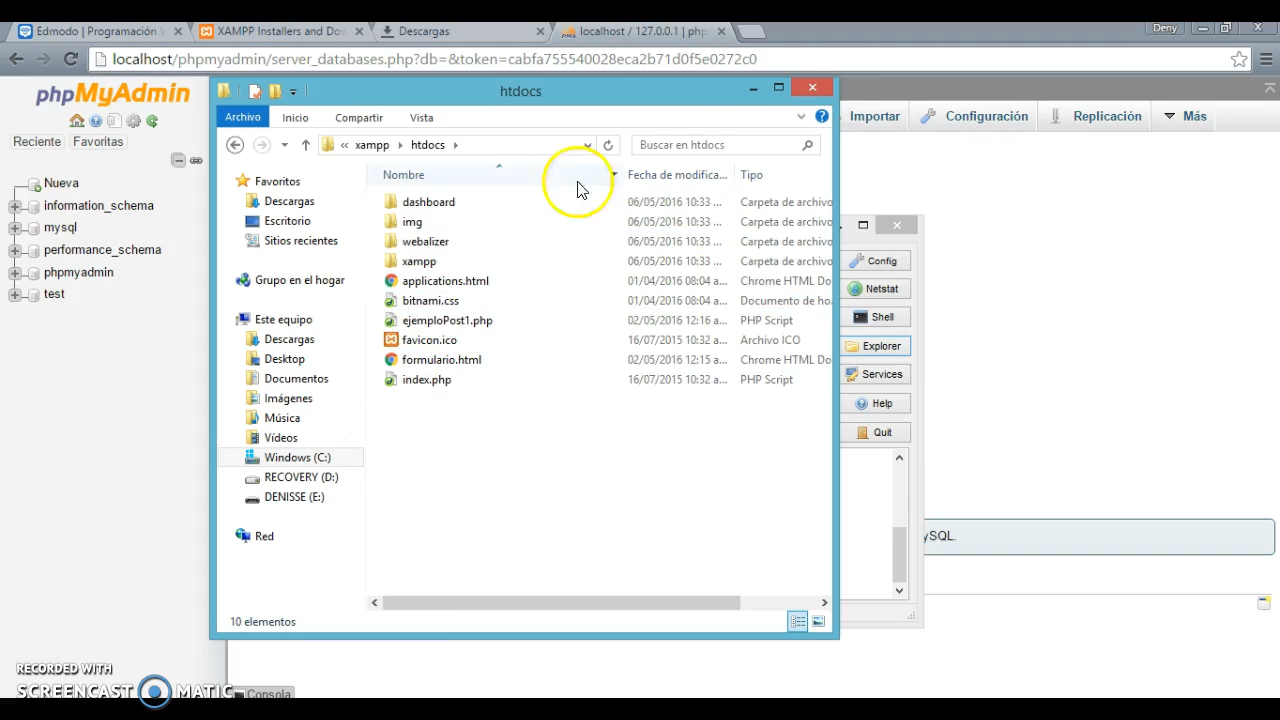 Edmodo | Programación
XAMPP Installers and Do
Descargas
localhost / 127.0.0.1 | php
Deny
localhost/phpmyadmin/server_databases.php?db=&token=cabfa755540028eca2b71d0f5e0272c0
phpMyAdmin
Reciente Favoritas
Nueva
information_schema
mysql
performance_schema
phpmyadmin
test
Importar Configuración Replicación Más
htdocs
Archivo Inicio Compartir Vista
xampp htdocs
Buscar en htdocs
Nombre Fecha de modifica... Tipo
Favoritos
Descargas
Escritorio
Sitios recientes
Grupo en el hogar
Este equipo
Descargas
Desktop
Documentos
Imágenes
Música
Vídeos
Windows (C:)
RECOVERY (D:)
DENISSE (E:)
Red
dashboard 06/05/2016 10:33 ... Carpeta de archivo
img 06/05/2016 10:33 ... Carpeta de archivo
webalizer 06/05/2016 10:33 ... Carpeta de archivo
xampp 06/05/2016 10:33 ... Carpeta de archivo
applications.html 01/04/2016 08:04 a... Chrome HTML Do
bitnami.css 01/04/2016 08:04 a... Documento de ho
ejemploPost1.php 02/05/2016 12:16 a... PHP Script
favicon.ico 16/07/2015 10:32 a... Archivo ICO
formulario.html 02/05/2016 12:15 a... Chrome HTML Do
index.php 16/07/2015 10:32 a... PHP Script
10 elementos
Config
Netstat
Shell
Explorer
Services
Help
Quit
ySQL.
Consola
RECORDED WITH
SCREENCAST MATIC